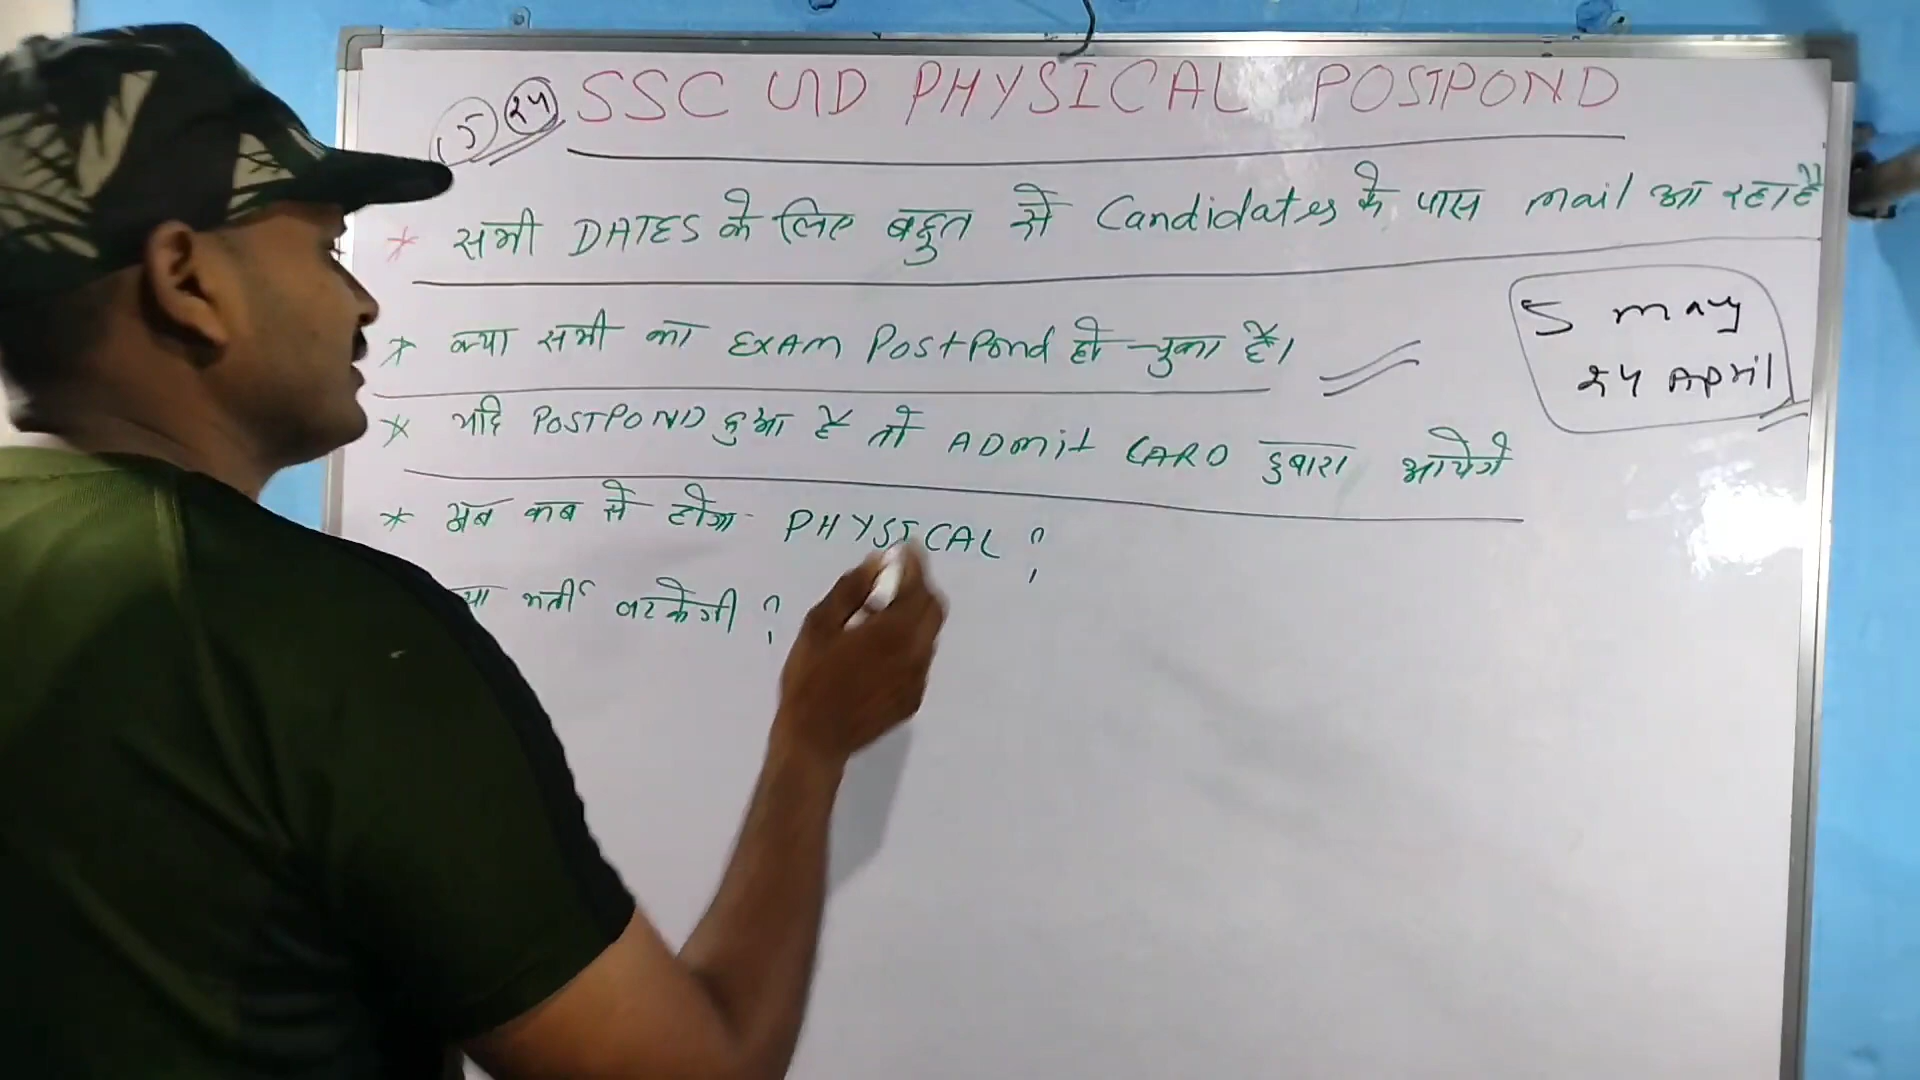 5 24 SSC GD PHYSICAL POSTPOND
* सभी DATES के लिए बहुत से Candidates के पास mail आ रहा है
5 may
24 April
* क्या सभी का EXAM PostPond हो चुका है।
* यदि POSTPOND हुआ है तो ADmit CARD दुबारा आयेगे
* अब कब से होगा PHYSICAL ?
भर्ती लटकेगी ?